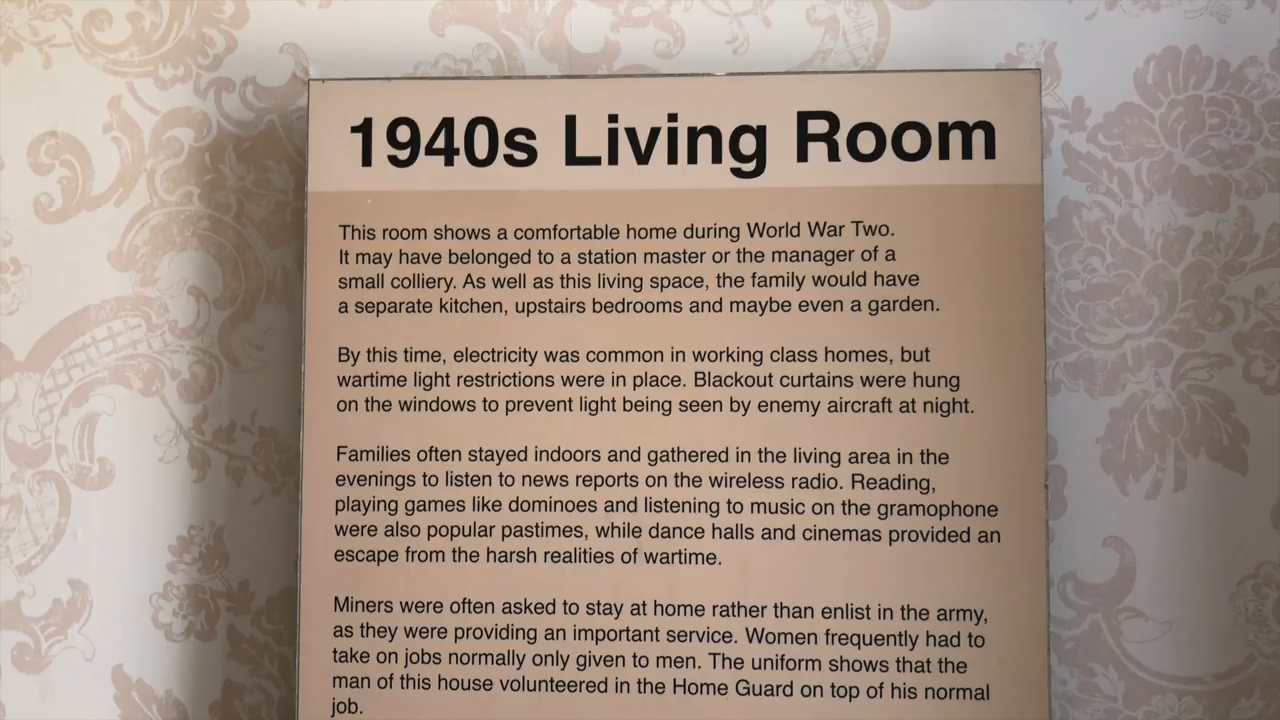 1940s Living Room
This room shows a comfortable home during World War Two.
It may have belonged to a station master or the manager of a
small colliery. As well as this living space, the family would have
a separate kitchen, upstairs bedrooms and maybe even a garden.
By this time, electricity was common in working class homes, but
wartime light restrictions were in place. Blackout curtains were hung
on the windows to prevent light being seen by enemy aircraft at night.
Families often stayed indoors and gathered in the living area in the
evenings to listen to news reports on the wireless radio. Reading,
playing games like dominoes and listening to music on the gramophone
were also popular pastimes, while dance halls and cinemas provided an
escape from the harsh realities of wartime.
Miners were often asked to stay at home rather than enlist in the army,
as they were providing an important service. Women frequently had to
take on jobs normally only given to men. The uniform shows that the
man of this house volunteered in the Home Guard on top of his normal
job.